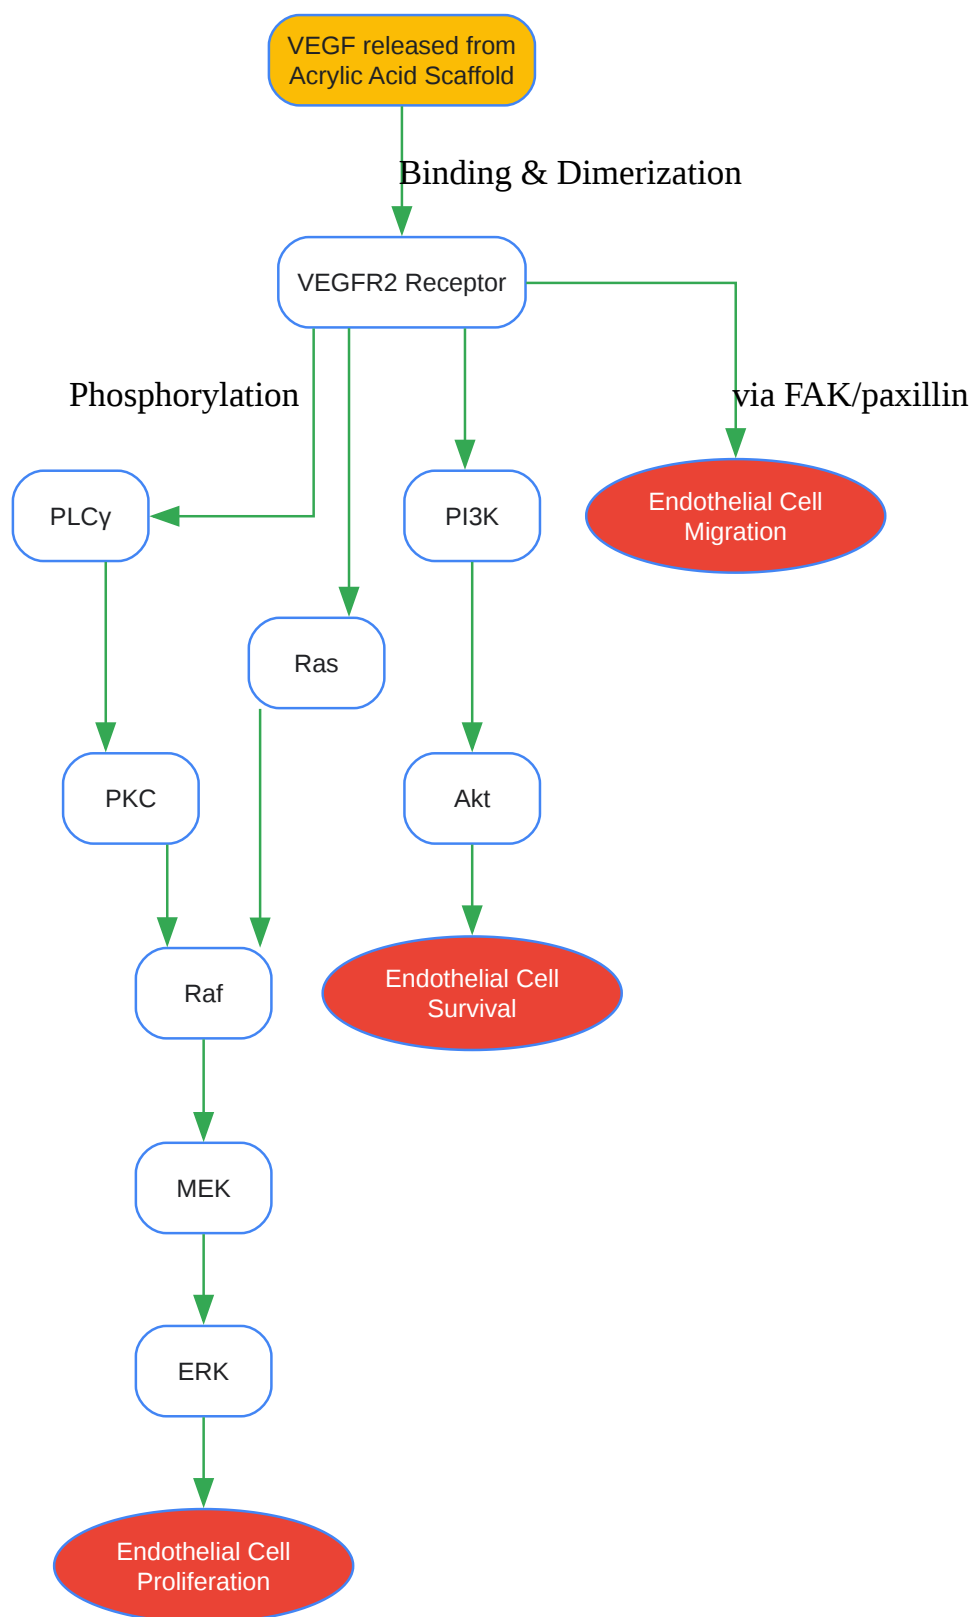 VEGF released from
Acrylic Acid Scaffold
Binding & Dimerization
VEGFR2 Receptor
Phosphorylation
via FAK/paxillin
PLCγ
PI3K
Endothelial Cell
Migration
Ras
PKC
Akt
Raf
Endothelial Cell
Survival
MEK
ERK
Endothelial Cell
Proliferation